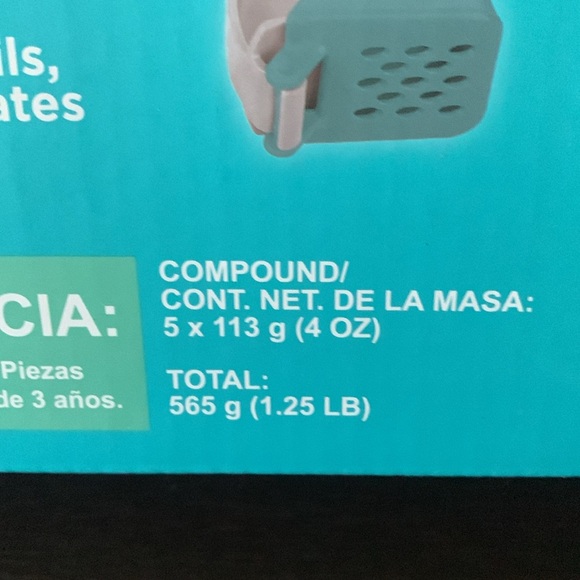 ils,
ates
CIA:
Piezas
de 3 años.
COMPOUND/
CONT. NET. DE LA MASA:
5 x 113 g (4 OZ)
TOTAL:
565 g (1.25 LB)